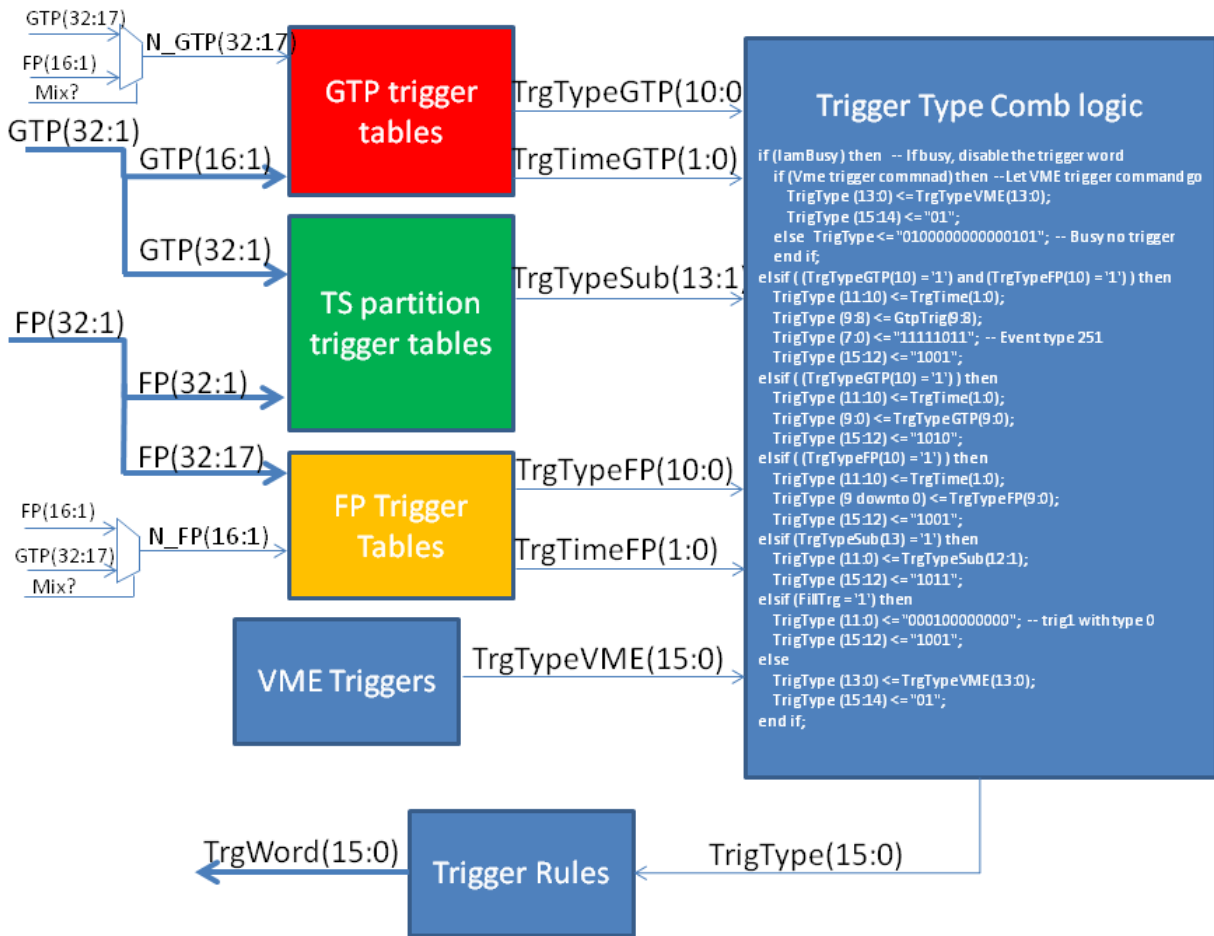 GTP(32:17)
N_GTP(32:17)
FP(16:1)
Mix?
GTP(32:1)
GTP(16:1)
GTP(32:1)
FP(32:1)
FP(32:1)
FP(32:17)
FP(16:1)
N_FP(16:1)
GTP(32:17)
Mix?
GTP trigger
tables
TrgTypeGTP(10:0
TrgTimeGTP(1:0)
TS partition
trigger tables
TrgTypeSub(13:1)
FP Trigger
Tables
TrgTypeFP(10:0)
TrgTimeFP(1:0)
VME Triggers
TrgTypeVME(15:0)
Trigger Type Comb logic
if (IamBusy) then -- If busy, disable the trigger word
if (Vme trigger commnad) then --Let VME trigger command go
TrigType (13:0) <=TrgTypeVME(13:0);
TrigType (15:14) <="01";
else TrigType <="0100000000000101"; -- Busy no trigger
end if;
elsif ( (TrgTypeGTP(10) = '1') and (TrgTypeFP(10) = '1') ) then
TrigType (11:10) <=TrgTime(1:0);
TrigType (9:8) <=GtpTrig(9:8);
TrigType (7:0) <="11111011"; -- Event type 251
TrigType (15:12) <="1001";
elsif ( (TrgTypeGTP(10) = '1') ) then
TrigType (11:10) <=TrgTime(1:0);
TrigType (9:0) <=TrgTypeGTP(9:0);
TrigType (15:12) <="1010";
elsif ( (TrgTypeFP(10) = '1') ) then
TrigType (11:10) <=TrgTime(1:0);
TrigType (9 downto 0) <=TrgTypeFP(9:0);
TrigType (15:12) <="1001";
elsif (TrgTypeSub(13) = '1') then
TrigType (11:0) <=TrgTypeSub(12:1);
TrigType (15:12) <="1011";
elsif (FillTrg = '1') then
TrigType (11:0) <="000100000000"; -- trig1 with type 0
TrigType (15:12) <="1001";
else
TrigType (13:0) <=TrgTypeVME(13:0);
TrigType (15:14) <="01";
end if;
TrgWord(15:0)
Trigger Rules
TrigType(15:0)